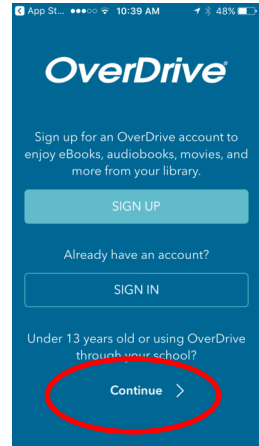 App St... 10:39 AM 48%
OverDrive
Sign up for an OverDrive account to
enjoy eBooks, audiobooks, movies, and
more from your library.
SIGN UP
Already have an account?
SIGN IN
Under 13 years old or using OverDrive
through your school?
Continue >